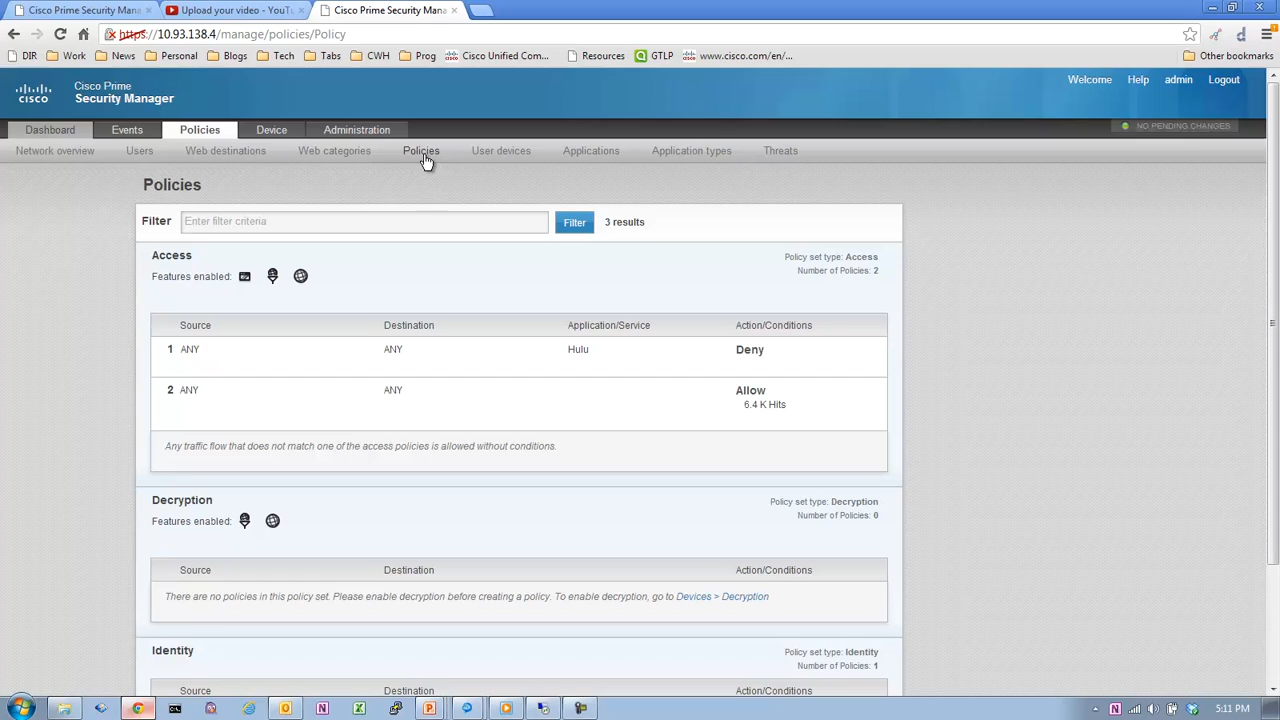 Cisco Prime Security Mana
Upload your video - YouTu
Cisco Prime Security Mana
https://10.93.138.4/manage/policies/Policy
DIR
News
Personal
Blogs
Tech
Tabs
CWH
Prog
Cisco Unified Com...
Resources
GTLP
www.cisco.com/en/...
Other bookmarks
cisco
Cisco Prime
Security Manager
Welcome
Help
admin
Logout
Dashboard
Events
Policies
Device
Administration
NO PENDING CHANGES
Network overview
Users
Web destinations
Web categories
Policies
User devices
Applications
Application types
Threats
Policies
Filter
Enter filter criteria
Filter
3 results
Access
Policy set type: Access
Features enabled:
Number of Policies: 2
Source
Destination
Application/Service
Action/Conditions
1 ANY
ANY
Hulu
Deny
2 ANY
ANY
Allow
6.4 K Hits
Any traffic flow that does not match one of the access policies is allowed without conditions.
Decryption
Policy set type: Decryption
Features enabled:
Number of Policies: 0
Source
Destination
Action/Conditions
There are no policies in this policy set. Please enable decryption before creating a policy. To enable decryption, go to Devices > Decryption
Identity
Policy set type: Identity
Number of Policies: 1
Source
Destination
Action/Conditions
5:11 PM